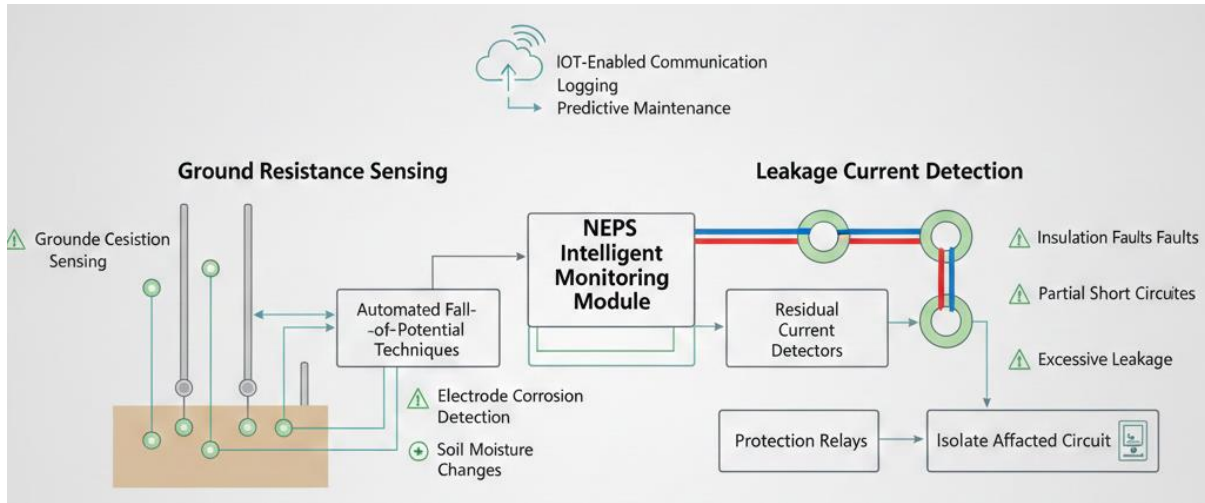 IOT-Enabled Communication
Logging
Predictive Maintenance
Ground Resistance Sensing
Leakage Current Detection
Grounde Cesistion
Sensing
NEPS
Intelligent
Monitoring
Module
Insulation Faults Faults
Partial Short Circuites
Automated Fall-
-of-Potential
Techniques
Residual
Current
Detectors
Excessive Leakage
Electrode Corrosion
Detection
Soil Moisture
Changes
Protection Relays
Isolate Affacted Circuit